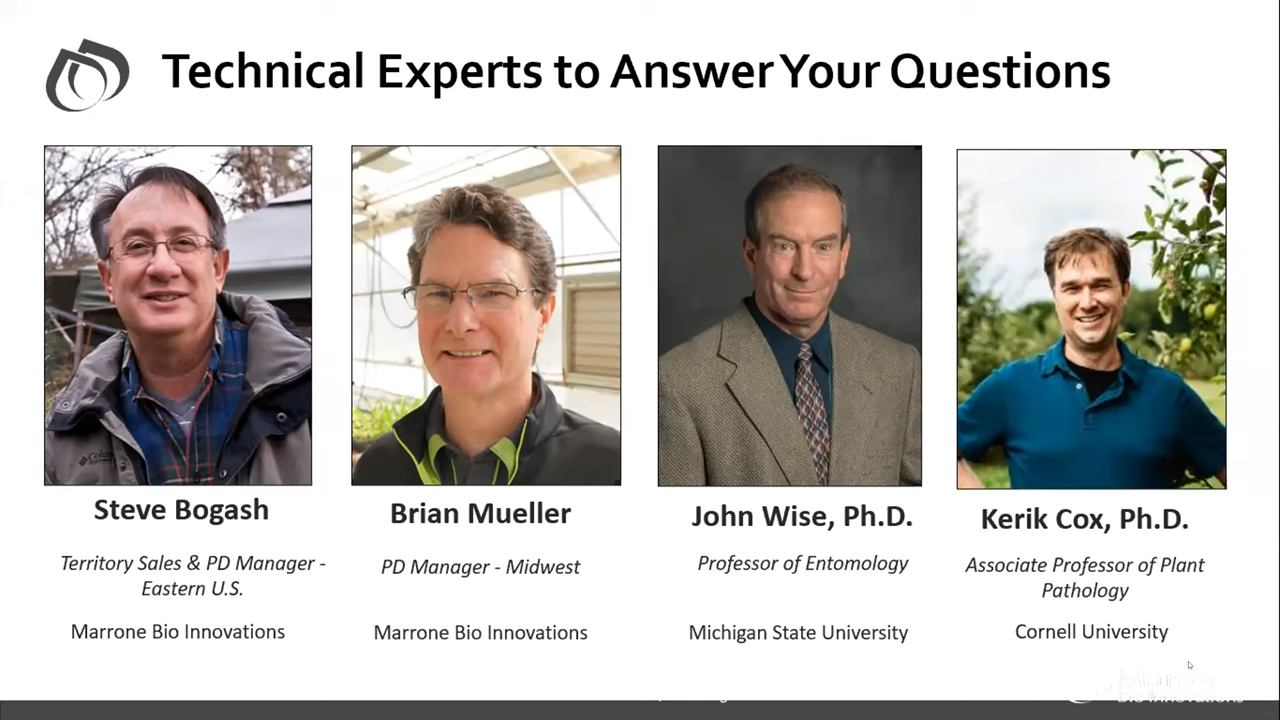 Technical Experts to Answer Your Questions
Steve Bogash
Territory Sales & PD Manager -
Eastern U.S.
Marrone Bio Innovations
Brian Mueller
PD Manager - Midwest
Marrone Bio Innovations
John Wise, Ph.D.
Professor of Entomology
Michigan State University
Kerik Cox, Ph.D.
Associate Professor of Plant
Pathology
Cornell University